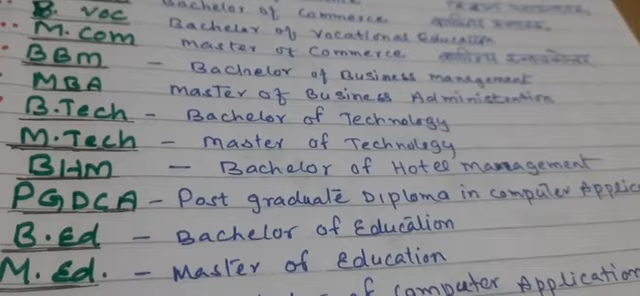 Bachelor of Commerce
B. Voc Bachelor of Vocational Education
M. Com Master of Commerce
BBM - Bachelor of Business management
MBA Master of Business Administration
B.Tech - Bachelor of Technology
M.Tech - Master of Technology
BHM - Bachelor of Hotel management
PGDCA - Post graduate Diploma in computer Applic
B.Ed - Bachelor of Education
M.Ed. - Master of Education
of Computer Application